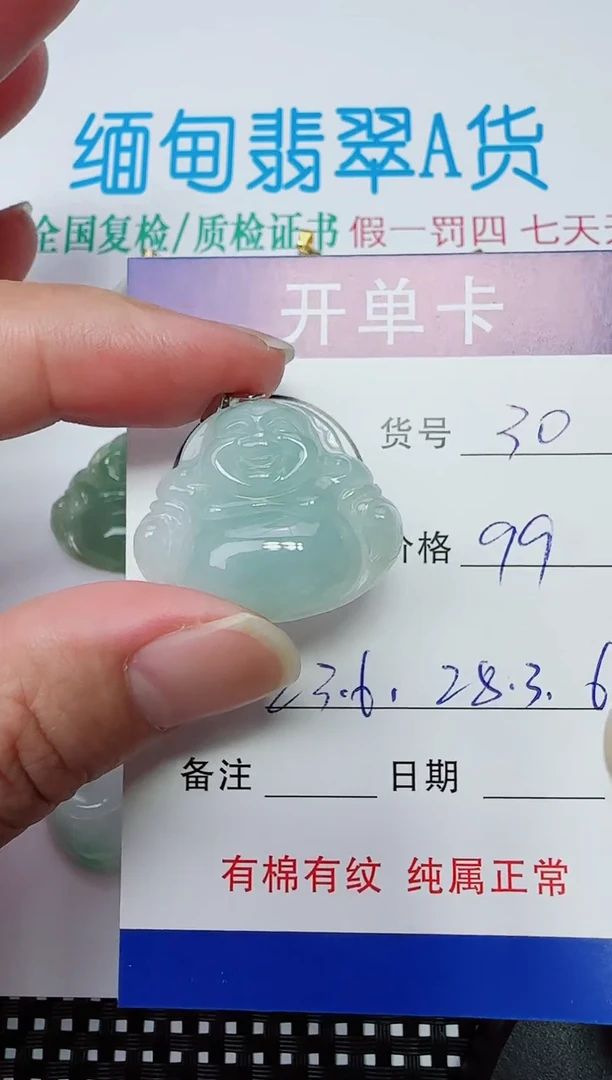 缅甸翡翠A货
全国复检/质检证书 假一罚四 七天
开单卡
货号 30
价格 99
23.6. 28.3. 6
备注 日期
有棉有纹 纯属正常